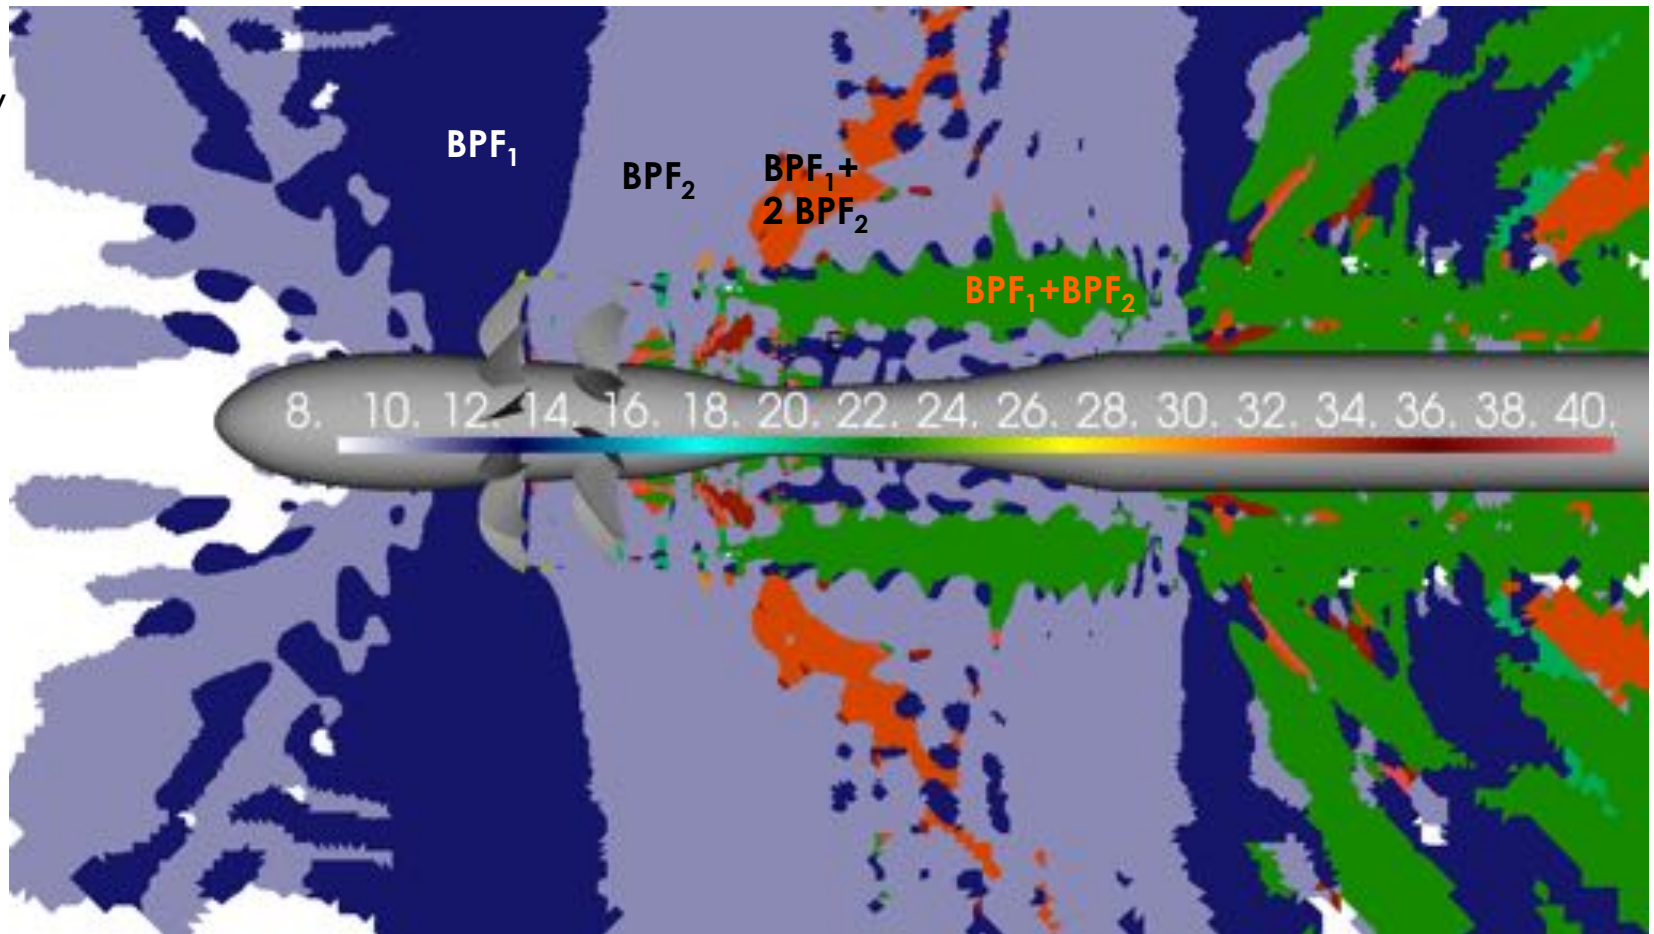 BPF₁
BPF₂
BPF₁+
2 BPF₂
BPF₁+BPF₂
8. 10. 12. 14. 16. 18. 20. 22. 24. 26. 28. 30. 32. 34. 36. 38. 40.